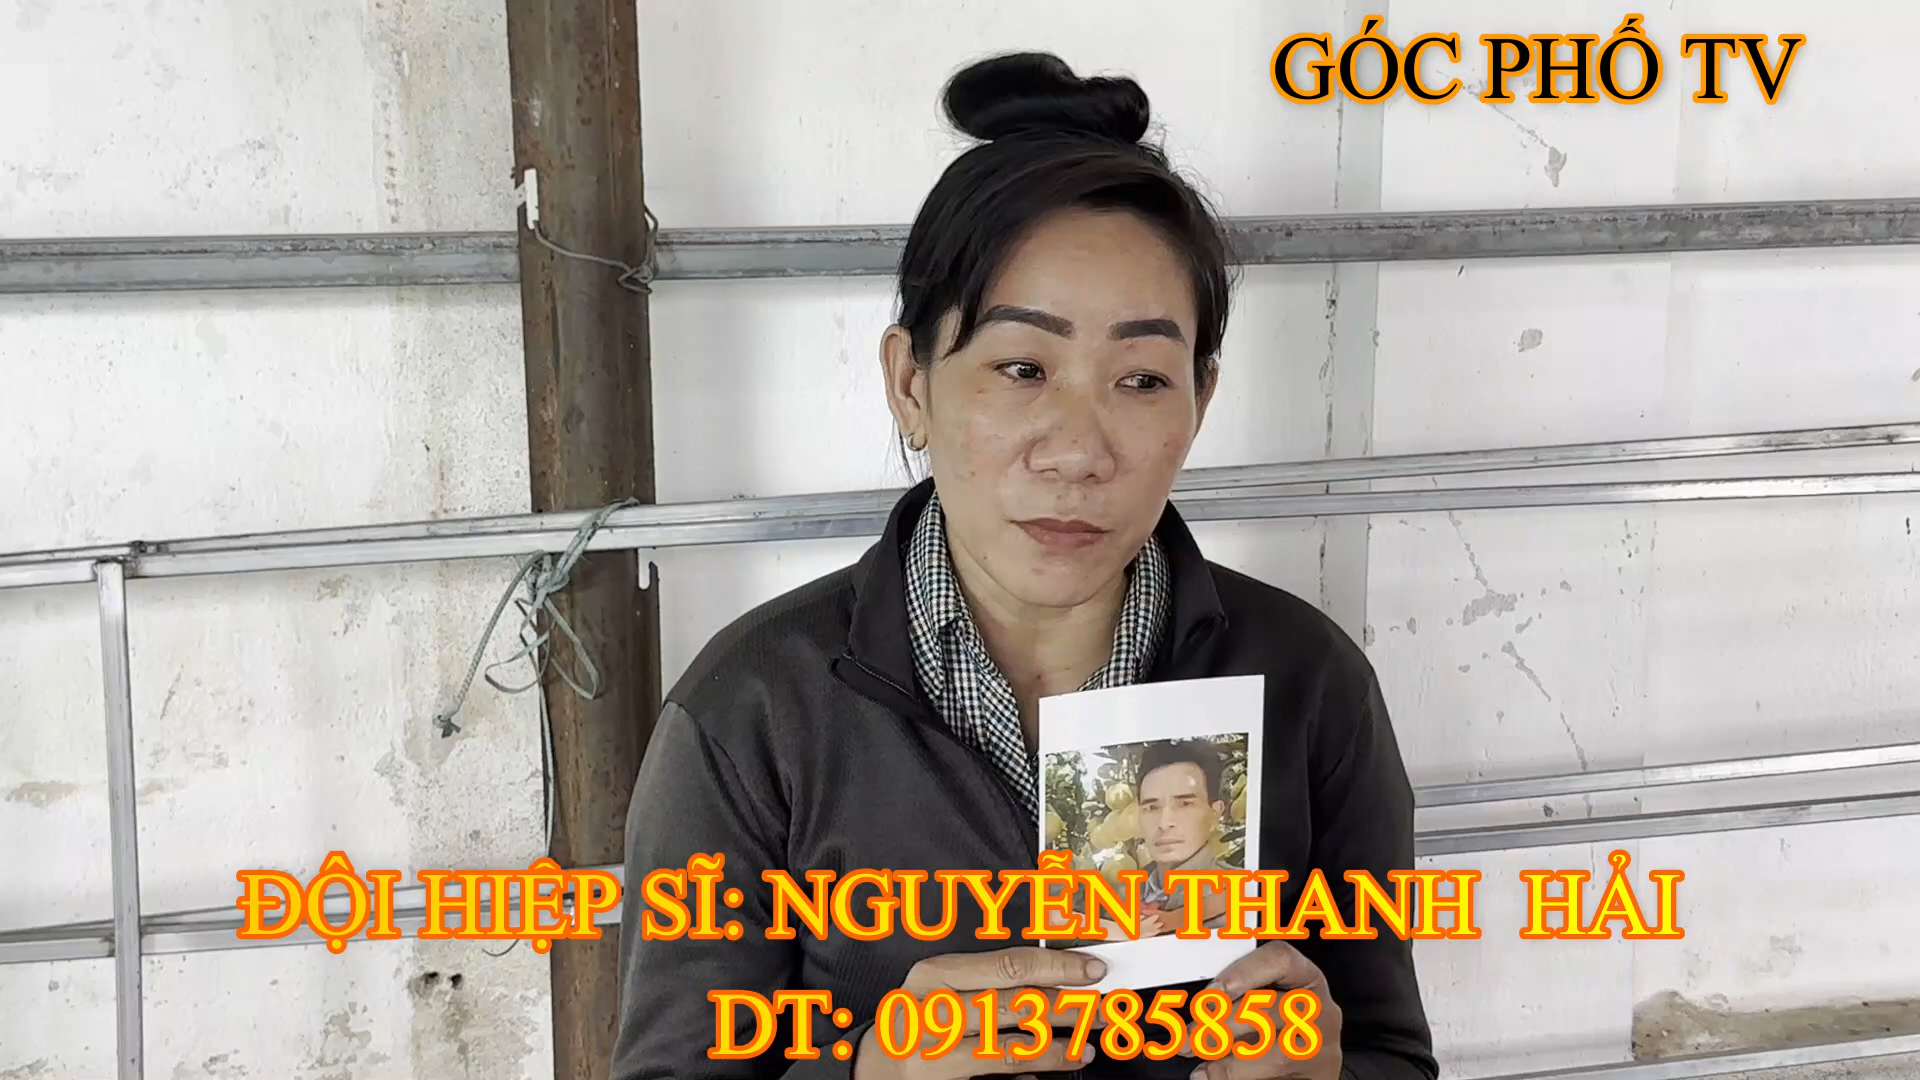 GÓC PHỐ TV
ĐỘI HIỆP SĨ: NGUYỄN THANH HẢI
DT: 0913785858